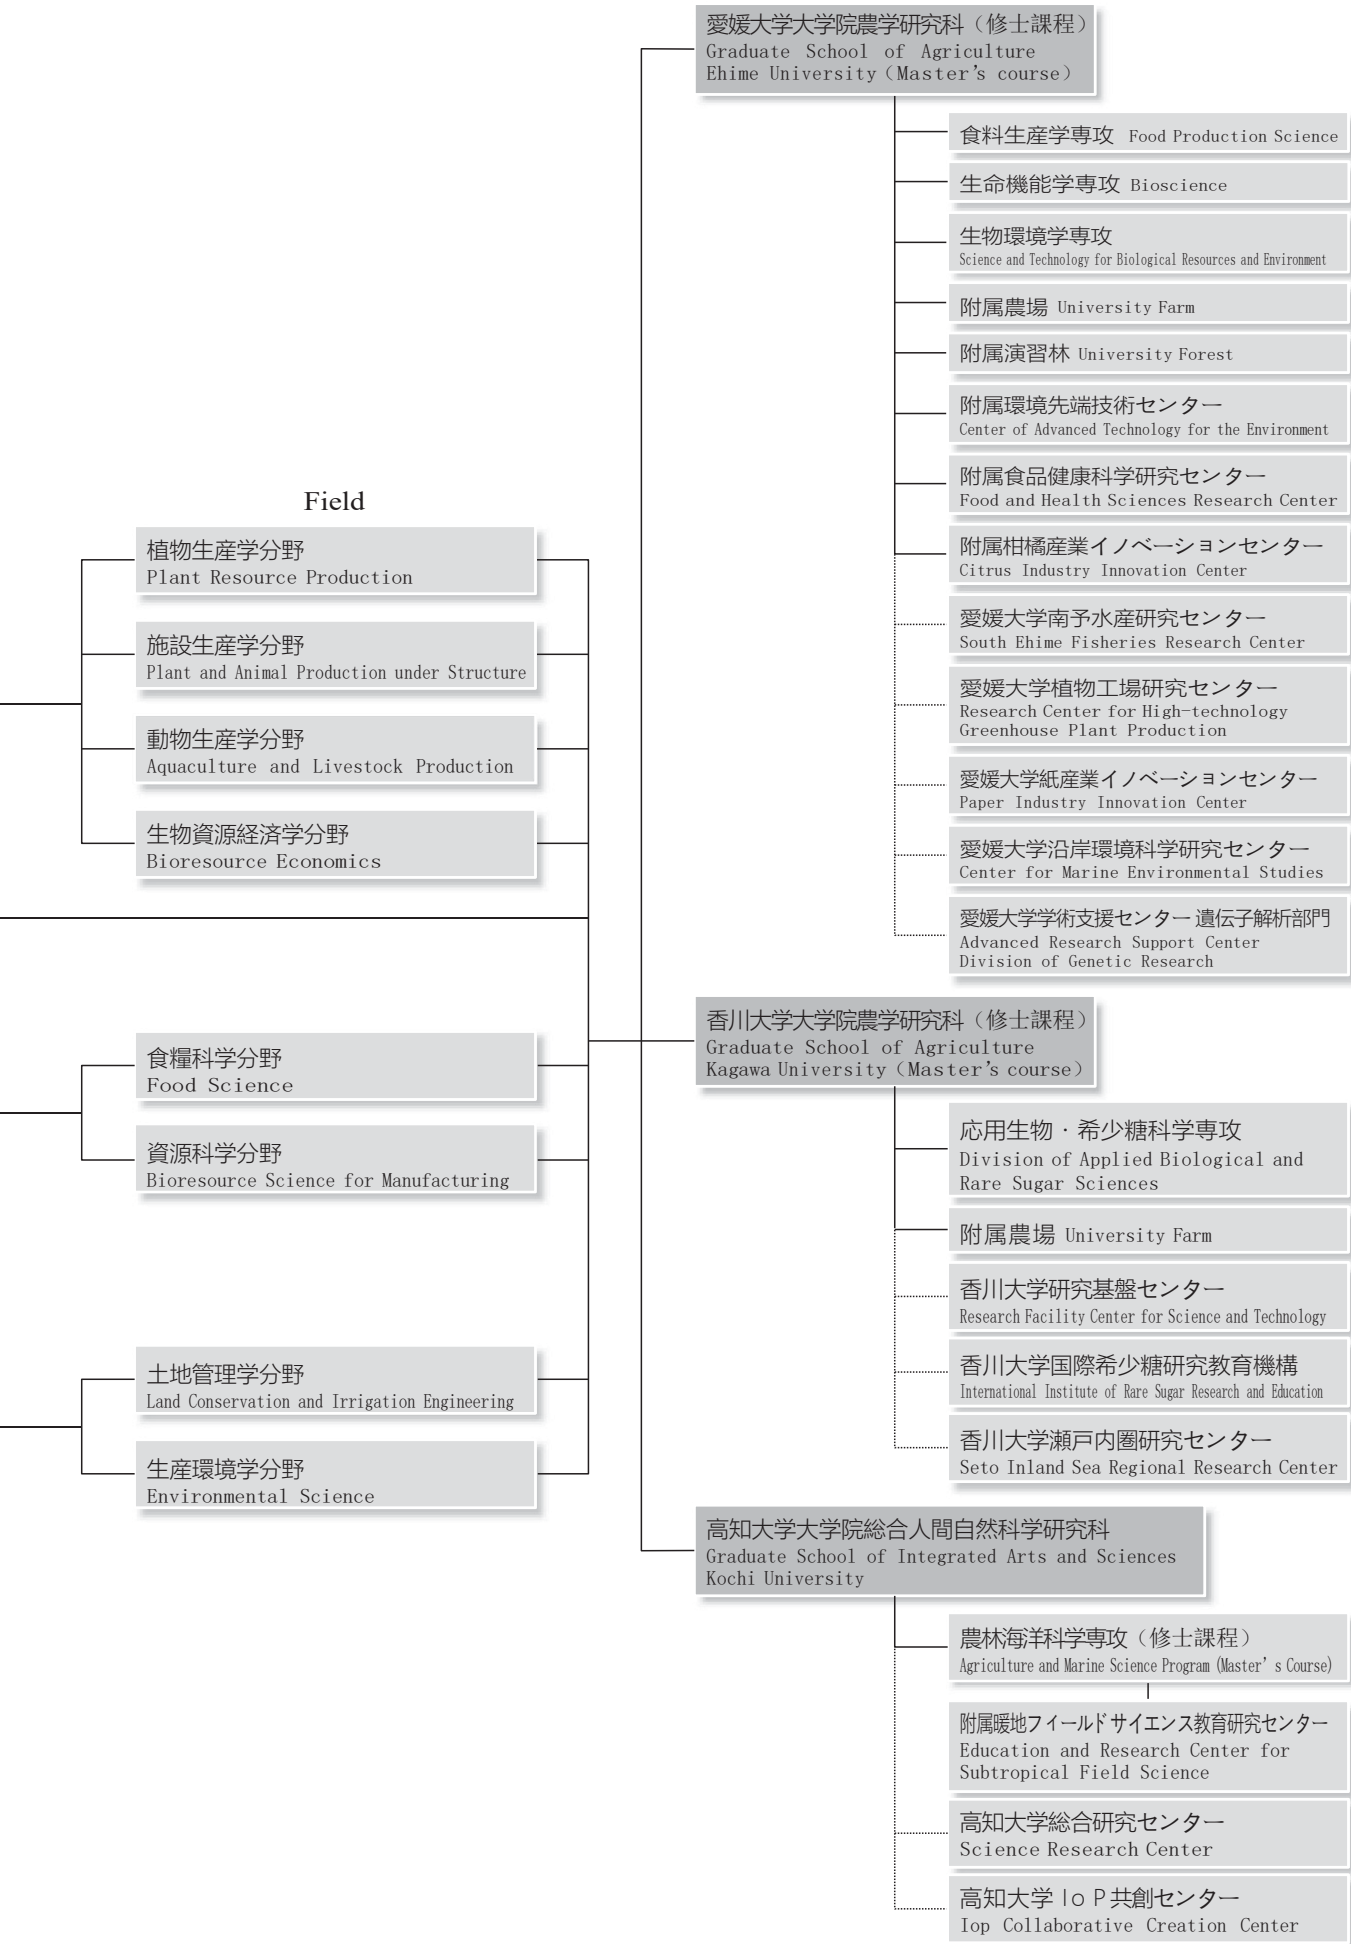 Field
植物生産学分野
Plant Resource Production
施設生産学分野
Plant and Animal Production under Structure
動物生産学分野
Aquaculture and Livestock Production
生物資源経済学分野
Bioresource Economics
食糧科学分野
Food Science
資源科学分野
Bioresource Science for Manufacturing
土地管理学分野
Land Conservation and Irrigation Engineering
生産環境学分野
Environmental Science
愛媛大学大学院農学研究科（修士課程）
Graduate School of Agriculture
Ehime University（Master's course）
食料生産学専攻 Food Production Science
生命機能学専攻 Bioscience
生物環境学専攻
Science and Technology for Biological Resources and Environment
附属農場 University Farm
附属演習林 University Forest
附属環境先端技術センター
Center of Advanced Technology for the Environment
附属食品健康科学研究センター
Food and Health Sciences Research Center
附属柑橘産業イノベーションセンター
Citrus Industry Innovation Center
愛媛大学南予水産研究センター
South Ehime Fisheries Research Center
愛媛大学植物工場研究センター
Research Center for High-technology
Greenhouse Plant Production
愛媛大学紙産業イノベーションセンター
Paper Industry Innovation Center
愛媛大学沿岸環境科学研究センター
Center for Marine Environmental Studies
愛媛大学学術支援センター 遺伝子解析部門
Advanced Research Support Center
Division of Genetic Research
香川大学大学院農学研究科（修士課程）
Graduate School of Agriculture
Kagawa University（Master's course）
応用生物・希少糖科学専攻
Division of Applied Biological and
Rare Sugar Sciences
附属農場 University Farm
香川大学研究基盤センター
Research Facility Center for Science and Technology
香川大学国際希少糖研究教育機構
International Institute of Rare Sugar Research and Education
香川大学瀬戸内圏研究センター
Seto Inland Sea Regional Research Center
高知大学大学院総合人間自然科学研究科
Graduate School of Integrated Arts and Sciences
Kochi University
農林海洋科学専攻（修士課程）
Agriculture and Marine Science Program (Master’s Course)
附属暖地フィールドサイエンス教育研究センター
Education and Research Center for
Subtropical Field Science
高知大学総合研究センター
Science Research Center
高知大学ＩｏＰ共創センター
Iop Collaborative Creation Center